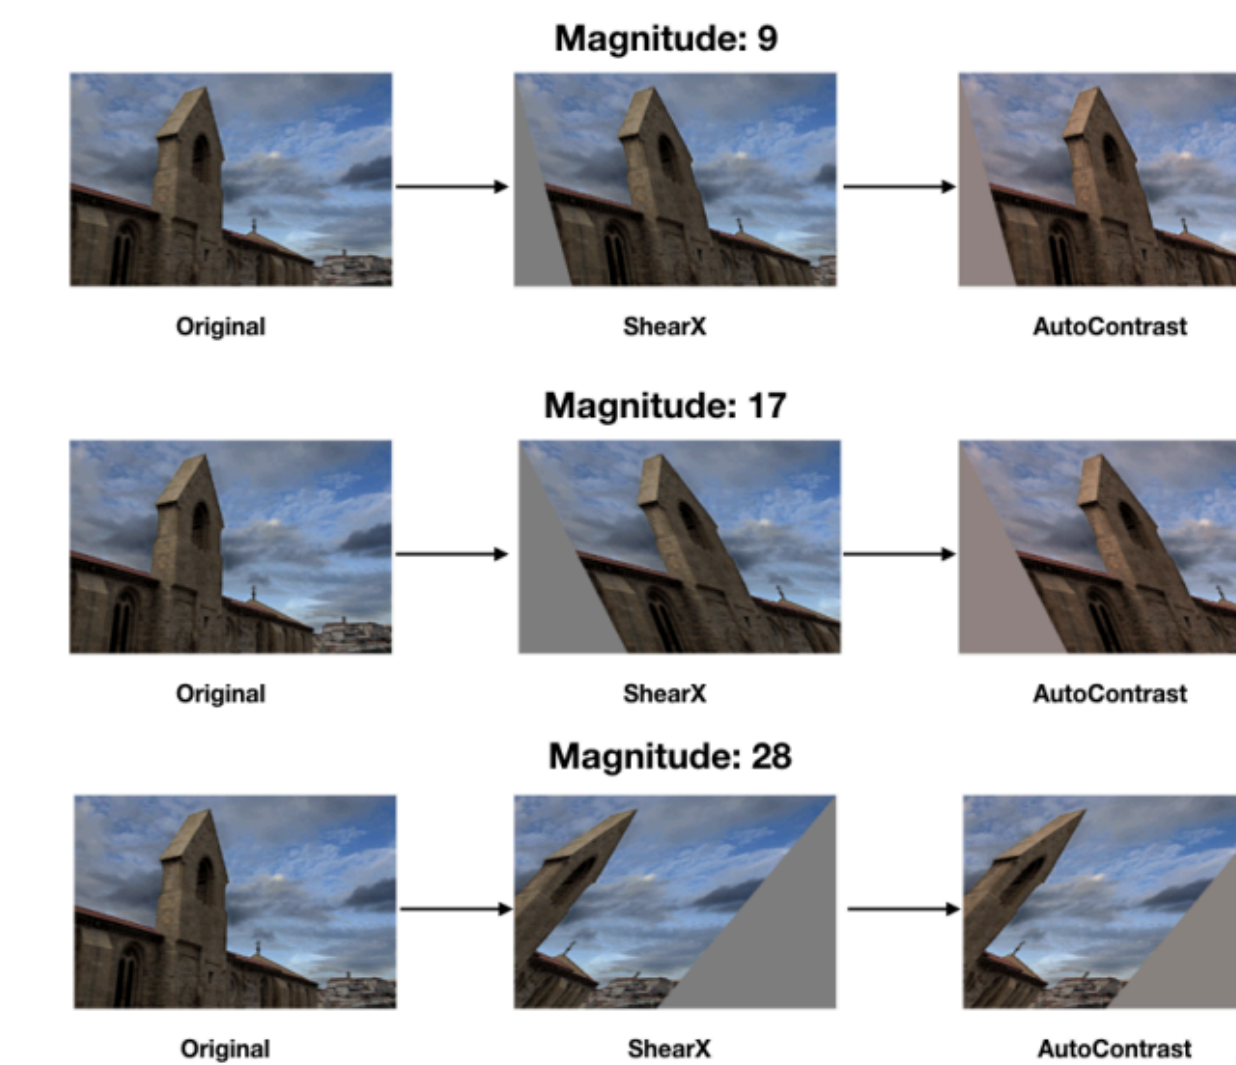 Magnitude: 9
Original
ShearX
AutoContrast
Magnitude: 17
Original
ShearX
AutoContrast
Magnitude: 28
Original
ShearX
AutoContrast